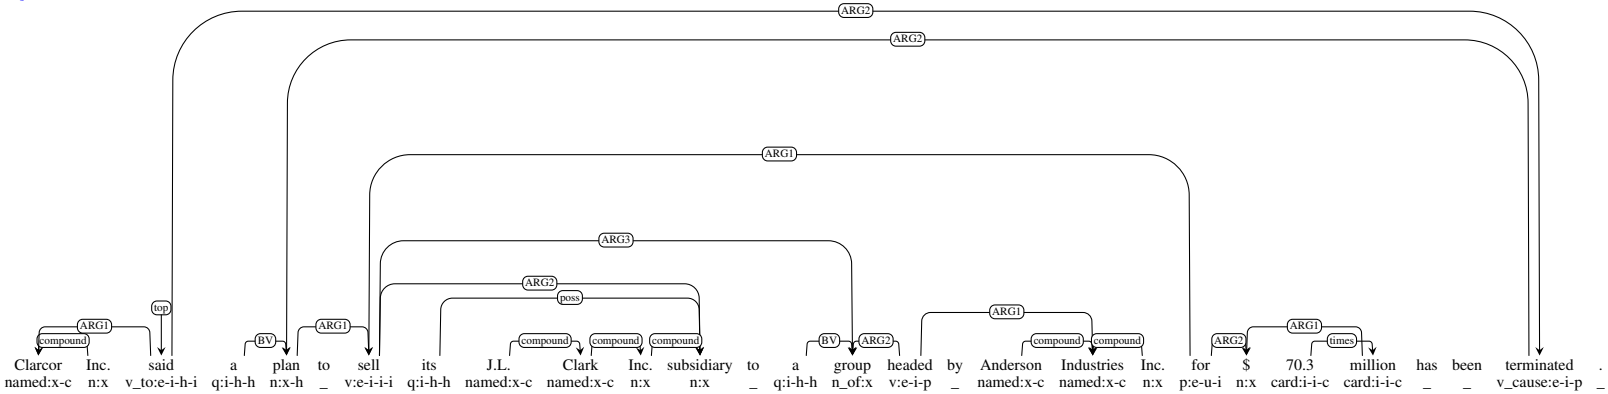 ARG2
ARG2
ARG1
ARG3
ARG2
poss
top
ARG1
ARG1 ARG1 ARG1
compound BV compound compound compound BV ARG2 compound compound ARG2 times
Clarcor Inc. said a plan to sell its J.L. Clark Inc. subsidiary to a group headed by Anderson Industries Inc. for $ 70.3 million has been terminated .
named:x-c n:x v_to:e-i-h-i q:i-h-h n:x-h _ v:e-i-i-i q:i-h-h named:x-c named:x-c n:x n:x _ q:i-h-h n_of:x v:e-i-p _ named:x-c named:x-c n:x p:e-u-i n:x card:i-i-c card:i-i-c _ _ v_cause:e-i-p _